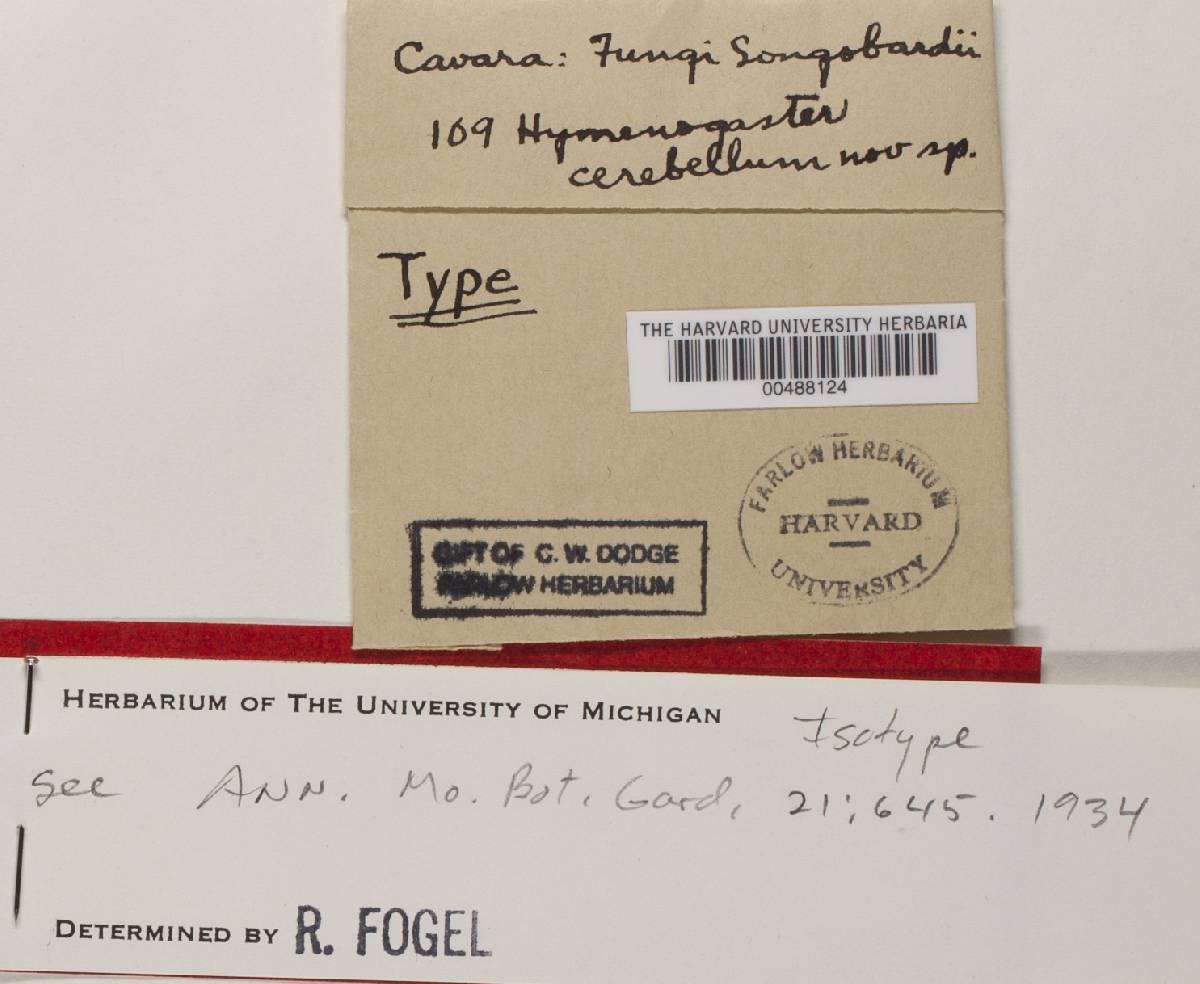 Cavara: Fungi Longobardii
109 Hymenogaster
cerebellum nov sp.
Type
THE HARVARD UNIVERSITY HERBARIA
00488124
FARLOW HERBARIUM
HARVARD
UNIVERSITY
GIFT OF C. W. DODGE
FARLOW HERBARIUM
HERBARIUM OF THE UNIVERSITY OF MICHIGAN
Isotype
See ANN. Mo. Bot. Gard, 21:645. 1934
DETERMINED BY R. FOGEL